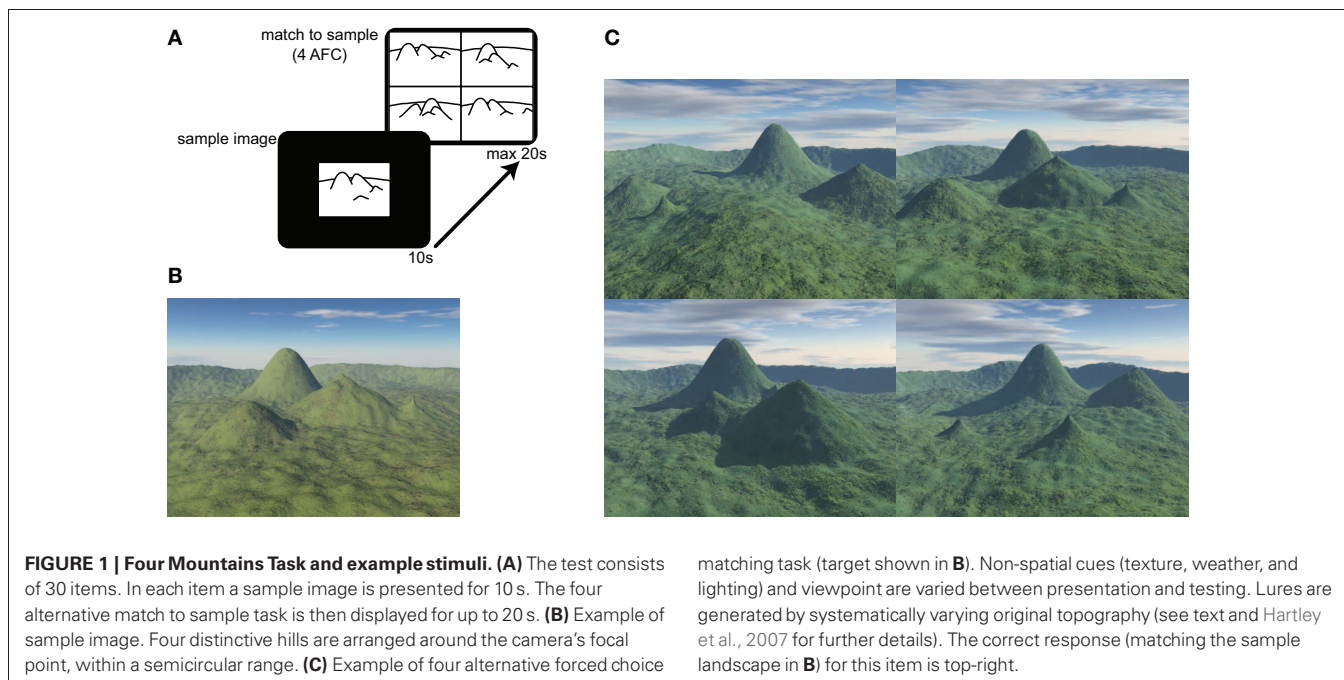 A
match to sample
(4 AFC)
sample image
max 20s
10s
B
C
FIGURE 1 | Four Mountains Task and example stimuli. (A) The test consists
of 30 items. In each item a sample image is presented for 10 s. The four
alternative match to sample task is then displayed for up to 20 s. (B) Example of
sample image. Four distinctive hills are arranged around the camera's focal
point, within a semicircular range. (C) Example of four alternative forced choice
matching task (target shown in B). Non-spatial cues (texture, weather, and
lighting) and viewpoint are varied between presentation and testing. Lures are
generated by systematically varying original topography (see text and Hartley
et al., 2007 for further details). The correct response (matching the sample
landscape in B) for this item is top-right.